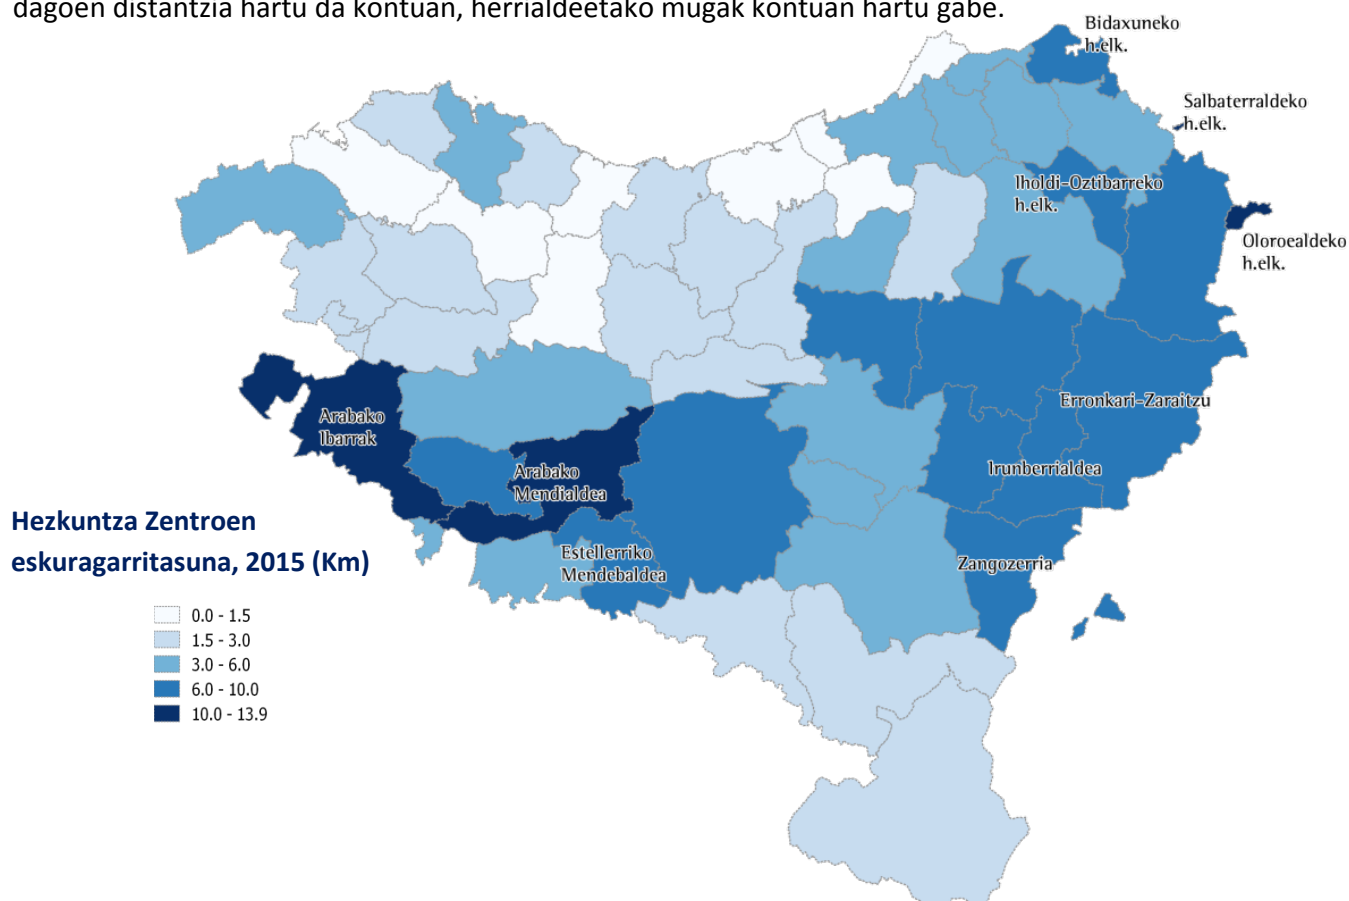 dagoen distantzia hartu da kontuan, herrialdeetako mugak kontuan hartu gabe.
Bidaxuneko
h.elk.
Salbaterraldeko
h.elk.
Iholdi-Oztibarreko
h.elk.
Oloroealdeko
h.elk.
Erronkari-Zaraitzu
Arabako
Ibarrak
Arabako
Mendialdea
Irunberrialdea
Hezkuntza Zentroen
eskuragarritasuna, 2015 (Km)
Estellerriko
Mendebaldea
Zangozerria
0.0 - 1.5
1.5 - 3.0
3.0 - 6.0
6.0 - 10.0
10.0 - 13.9